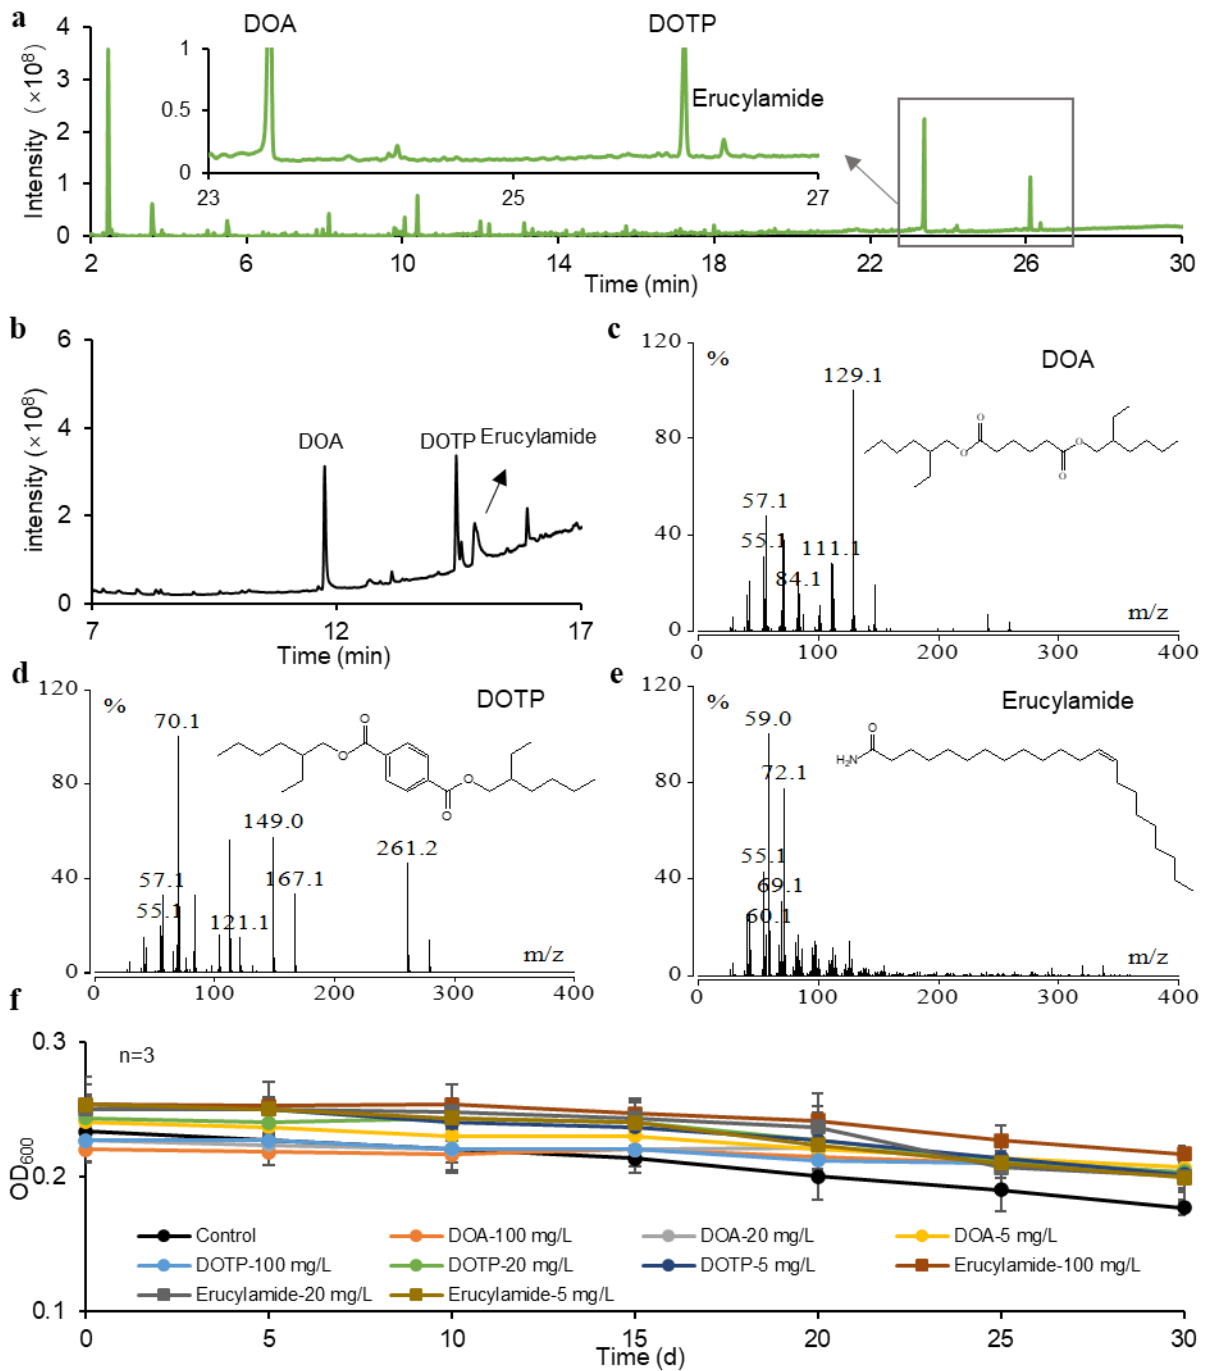 a
DOA
DOTP
Erucylamide
Intensity (×10⁸)
4
3
2
1
0
1
0.5
0
23
25
27
2
6
10
14
18
22
26
30
Time (min)
b
intensity (×10⁸)
6
4
2
0
DOA
DOTP
Erucylamide
7
12
17
Time (min)
c
120
80
40
0
%
DOA
129.1
57.1
55.1
84.1
111.1
O
O
O
O
m/z
0
100
200
300
400
d
120
80
40
0
%
DOTP
70.1
149.0
261.2
57.1
167.1
55.1
121.1
O
O
O
O
m/z
0
100
200
300
400
e
120
80
40
0
%
Erucylamide
59.0
72.1
55.1
69.1
60.1
O
H₂N
m/z
0
100
200
300
400
f
OD600
0.3
0.2
0.1
n=3
Control
DOA-100 mg/L
DOA-20 mg/L
DOA-5 mg/L
DOTP-100 mg/L
DOTP-20 mg/L
DOTP-5 mg/L
Erucylamide-100 mg/L
Erucylamide-20 mg/L
Erucylamide-5 mg/L
0
5
10
15
20
25
30
Time (d)